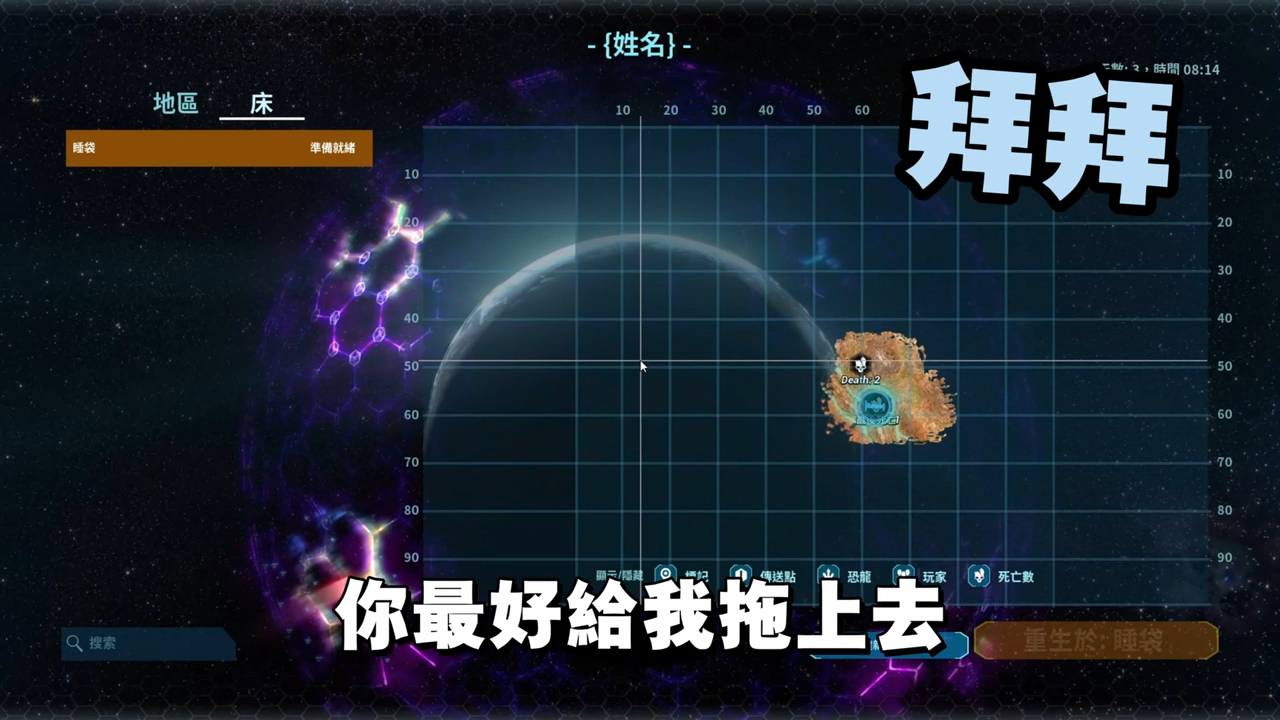 - {姓名} -
天數: 3，時間 08:14
地區 床
睡袋 準備就緒
拜拜
10 20 30 40 50 60
10 10
20 20
30 30
40 40
50 50
Death: 2
60 60
70 70
80 80
90 90
顯示/隱藏 標記 傳送點 恐龍 玩家 死亡數
你最好給我拖上去
搜索
重生於: 睡袋